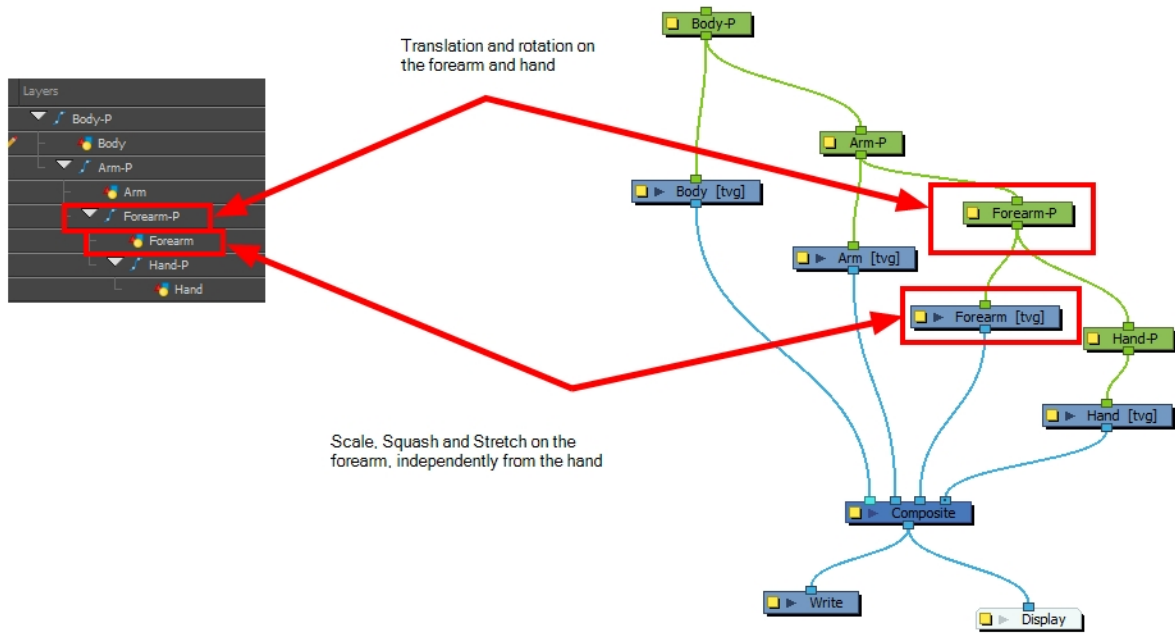 Layers
Body-P
Body
Arm-P
Arm
Forearm-P
Forearm
Hand-P
Hand
Translation and rotation on
the forearm and hand
Scale, Squash and Stretch on the
forearm, independently from the hand
Body-P
Arm-P
Body [tvg]
Forearm-P
Arm [tvg]
Forearm [tvg]
Hand-P
Hand [tvg]
Composite
Write
Display